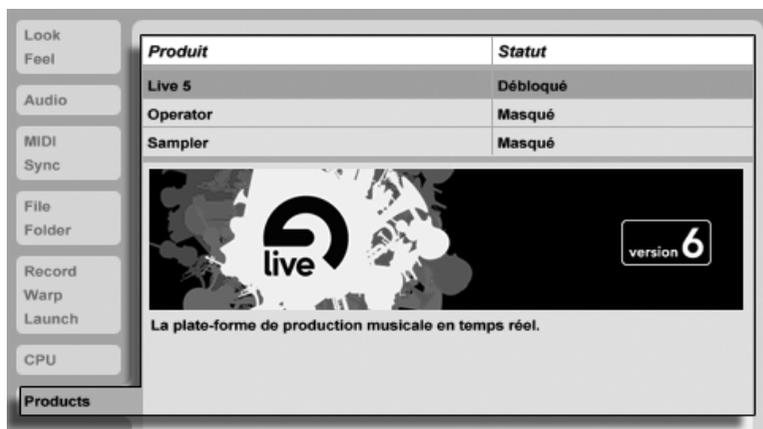 Look
Feel
Audio
MIDI
Sync
File
Folder
Record
Warp
Launch
CPU
Products
Produit Statut
Live 5 Débloqué
Operator Masqué
Sampler Masqué
live
version 6
La plate-forme de production musicale en temps réel.